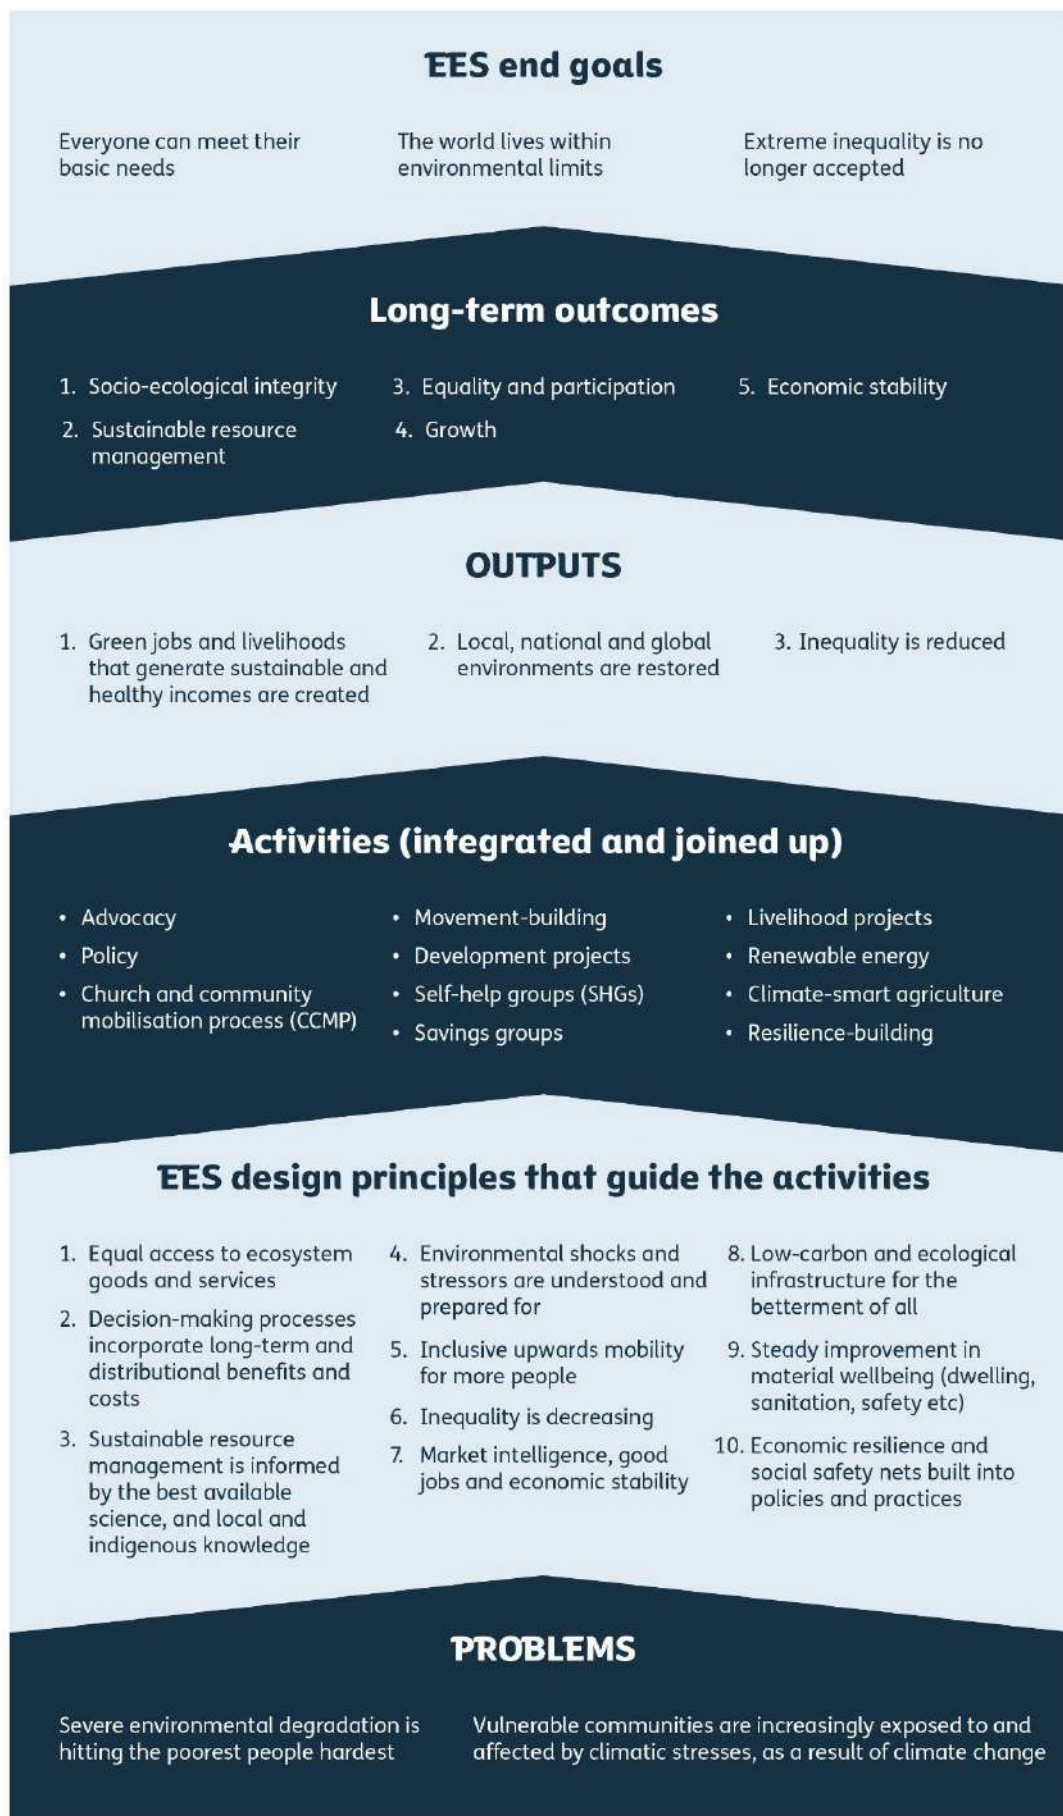 EES end goals
Everyone can meet their
basic needs
The world lives within
environmental limits
Extreme inequality is no
longer accepted
Long-term outcomes
1. Socio-ecological integrity
2. Sustainable resource
management
3. Equality and participation
4. Growth
5. Economic stability
OUTPUTS
1. Green jobs and livelihoods
that generate sustainable and
healthy incomes are created
2. Local, national and global
environments are restored
3. Inequality is reduced
Activities (integrated and joined up)
• Advocacy
• Policy
• Church and community
mobilisation process (CCMP)
• Movement-building
• Development projects
• Self-help groups (SHGs)
• Savings groups
• Livelihood projects
• Renewable energy
• Climate-smart agriculture
• Resilience-building
EES design principles that guide the activities
1. Equal access to ecosystem
goods and services
2. Decision-making processes
incorporate long-term and
distributional benefits and
costs
3. Sustainable resource
management is informed
by the best available
science, and local and
indigenous knowledge
4. Environmental shocks and
stressors are understood and
prepared for
5. Inclusive upwards mobility
for more people
6. Inequality is decreasing
7. Market intelligence, good
jobs and economic stability
8. Low-carbon and ecological
infrastructure for the
betterment of all
9. Steady improvement in
material wellbeing (dwelling,
sanitation, safety etc)
10. Economic resilience and
social safety nets built into
policies and practices
PROBLEMS
Severe environmental degradation is
hitting the poorest people hardest
Vulnerable communities are increasingly exposed to and
affected by climatic stresses, as a result of climate change